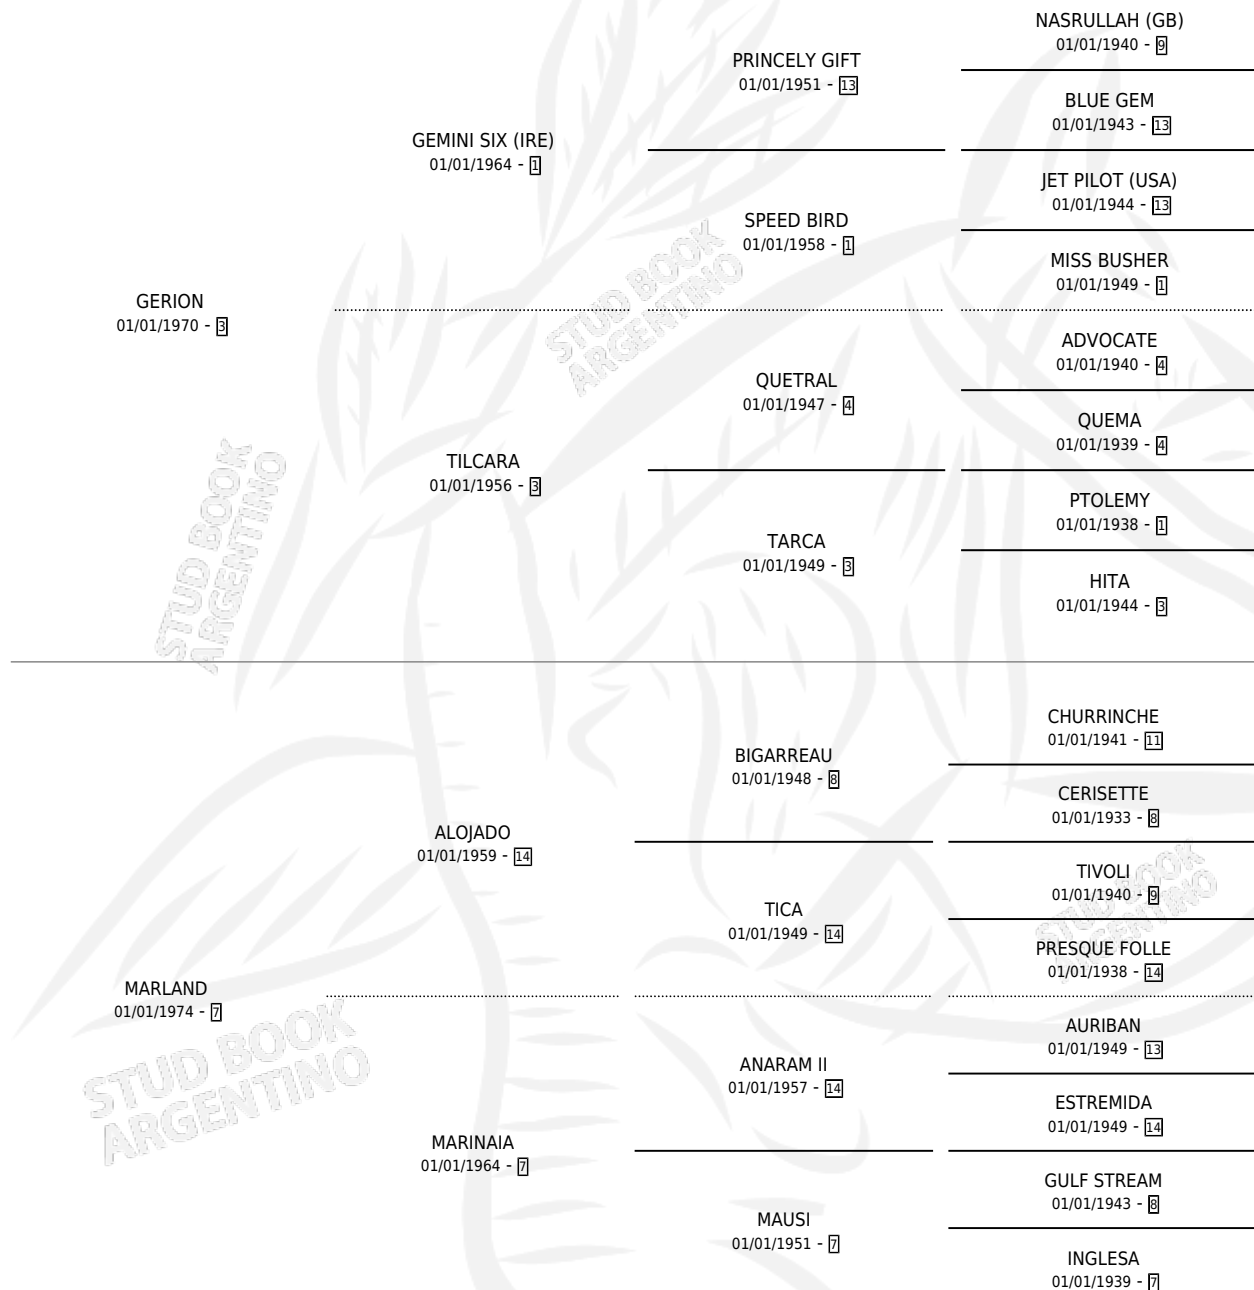 NASRULLAH (GB)
01/01/1940 - 9
PRINCELY GIFT
01/01/1951 - 13
BLUE GEM
01/01/1943 - 13
GEMINI SIX (IRE)
01/01/1964 - 1
JET PILOT (USA)
01/01/1944 - 13
SPEED BIRD
01/01/1958 - 1
MISS BUSHER
01/01/1949 - 1
STUD BOOK
ARGENTINO
GERION
01/01/1970 - 3
ADVOCATE
01/01/1940 - 4
QUETRAL
01/01/1947 - 4
QUEMA
01/01/1939 - 4
TILCARA
01/01/1956 - 3
PTOLEMY
01/01/1938 - 1
TARCA
01/01/1949 - 3
HITA
01/01/1944 - 3
STUD BOOK
ARGENTINO
CHURRINCHE
01/01/1941 - 11
BIGARREAU
01/01/1948 - 8
CERISETTE
01/01/1933 - 8
ALOJADO
01/01/1959 - 14
TIVOLI
01/01/1940 - 9
TICA
01/01/1949 - 14
PRESQUE FOLLE
01/01/1938 - 14
STUD BOOK
ARGENTINO
MARLAND
01/01/1974 - 7
AURIBAN
01/01/1949 - 13
ANARAM II
01/01/1957 - 14
ESTREMIDA
01/01/1949 - 14
STUD BOOK
ARGENTINO
MARINAIA
01/01/1964 - 7
GULF STREAM
01/01/1943 - 8
MAUSI
01/01/1951 - 7
INGLESA
01/01/1939 - 7